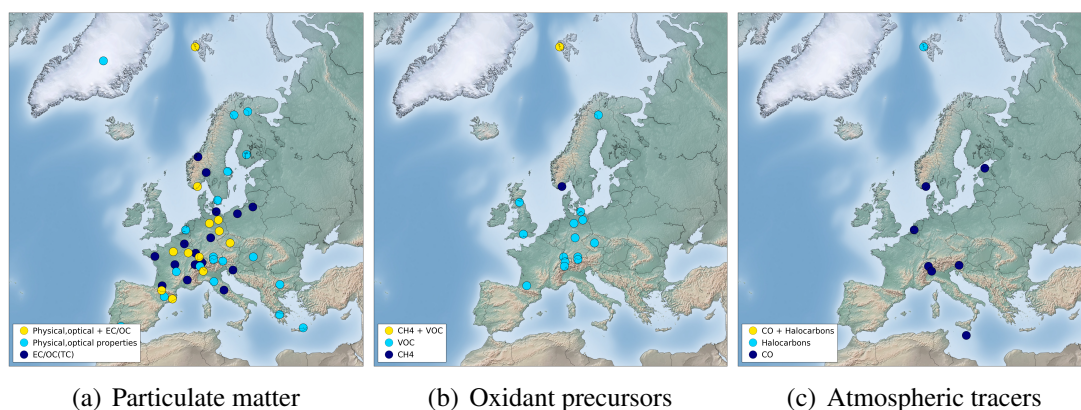 Physical,optical + EC/OC
Physical,optical properties
EC/OC(TC)
CH4 + VOC
VOC
CH4
CO + Halocarbons
Halocarbons
CO
(a) Particulate matter
(b) Oxidant precursors
(c) Atmospheric tracers